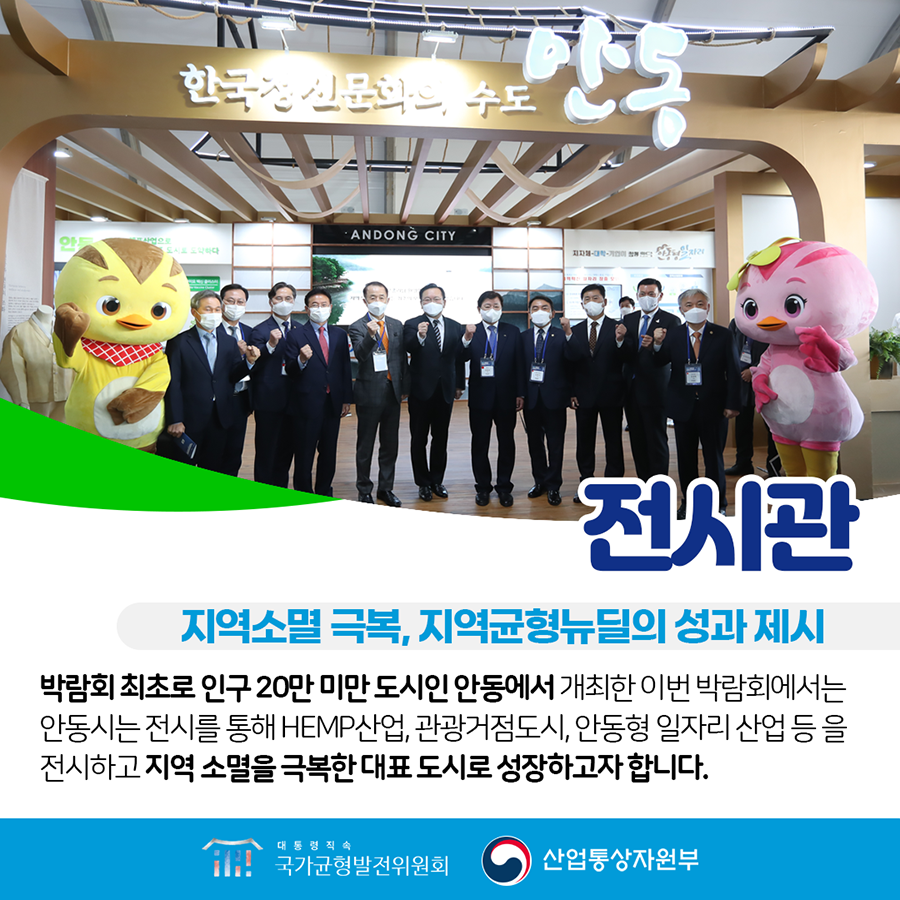 한국정신문화의 수도 안동
ANDONG CITY
전시관
지역소멸 극복, 지역균형뉴딜의 성과 제시
박람회 최초로 인구 20만 미만 도시인 안동에서 개최한 이번 박람회에서는
안동시는 전시를 통해 HEMP산업, 관광거점도시, 안동형 일자리 산업 등 을
전시하고 지역 소멸을 극복한 대표 도시로 성장하고자 합니다.
대통령직속
국가균형발전위원회
산업통상자원부